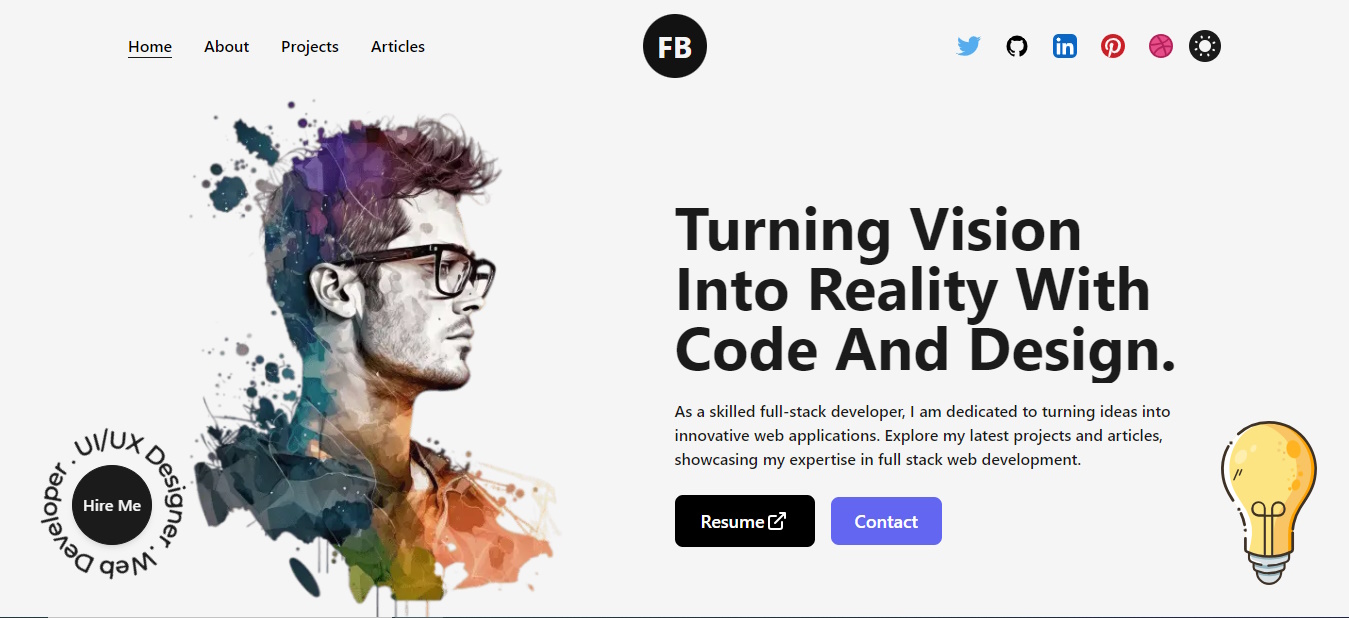 Home About Projects Articles
FB
Turning Vision
Into Reality With
Code And Design.
As a skilled full-stack developer, I am dedicated to turning ideas into
innovative web applications. Explore my latest projects and articles,
showcasing my expertise in full stack web development.
Resume Contact
UI/UX Designer . Web Developer .
Hire Me